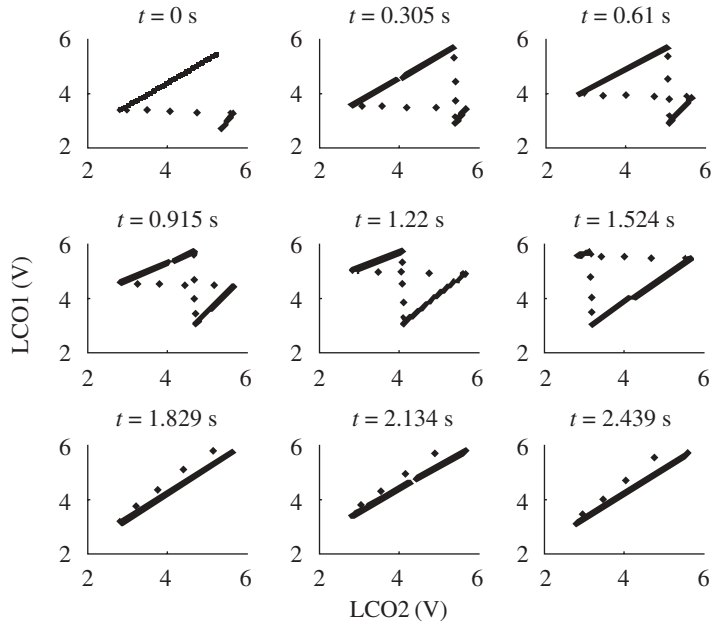 t = 0 s
t = 0.305 s
t = 0.61 s
6
4
2
2 4 6
6
4
2
2 4 6
6
4
2
2 4 6
t = 0.915 s
t = 1.22 s
t = 1.524 s
LCO1 (V)
6
4
2
2 4 6
6
4
2
2 4 6
6
4
2
2 4 6
t = 1.829 s
t = 2.134 s
t = 2.439 s
6
4
2
2 4 6
6
4
2
2 4 6
6
4
2
2 4 6
LCO2 (V)